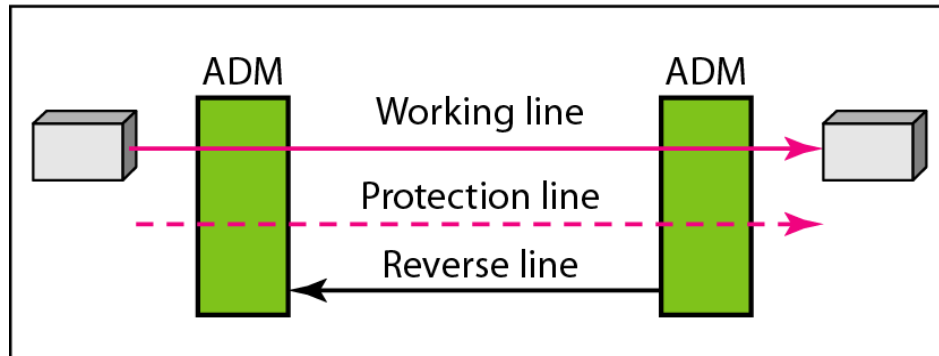 ADM
ADM
Working line
Protection line
Reverse line